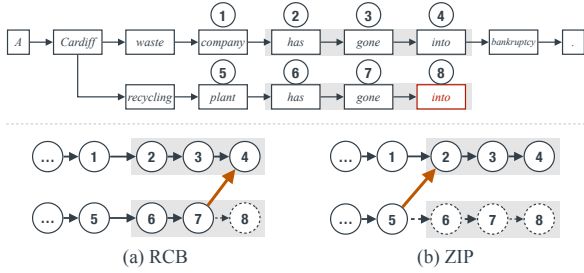 1 2 3 4
A Cardiff waste company has gone into bankruptcy .
5 6 7 8
recycling plant has gone into
... 1 2 3 4 ... 1 2 3 4
... 5 6 7 8 ... 5 6 7 8
(a) RCB (b) ZIP